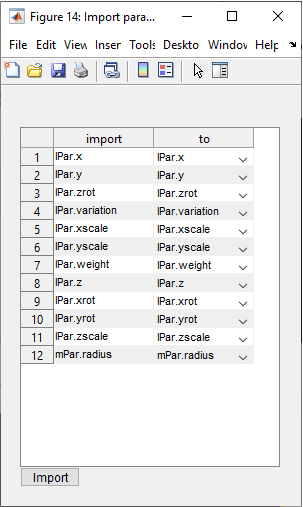 Figure 14: Import para...
File Edit View Inser Tools Deskto Window Help
import to
1 lPar.x lPar.x
2 lPar.y lPar.y
3 lPar.zrot lPar.zrot
4 lPar.variation lPar.variation
5 lPar.xscale lPar.xscale
6 lPar.yscale lPar.yscale
7 lPar.weight lPar.weight
8 lPar.z lPar.z
9 lPar.xrot lPar.xrot
10 lPar.yrot lPar.yrot
11 lPar.zscale lPar.zscale
12 mPar.radius mPar.radius
Import